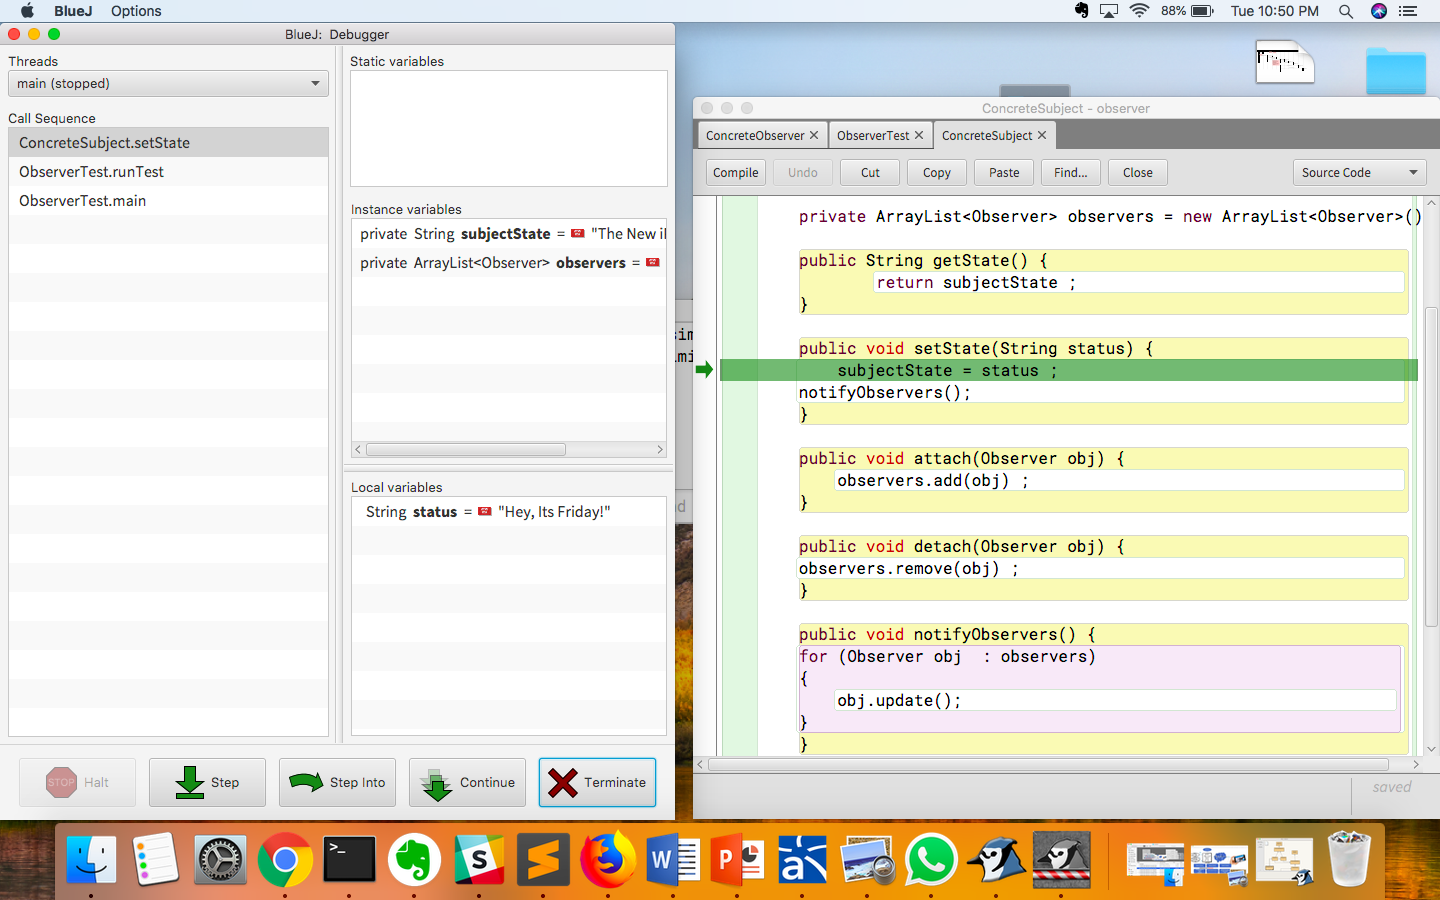 BlueJ Options
88% Tue 10:50 PM
BlueJ: Debugger
Threads
main (stopped)
Call Sequence
ConcreteSubject.setState
ObserverTest.runTest
ObserverTest.main
Static variables
Instance variables
private String subjectState = "The New i
private ArrayList<Observer> observers =
Local variables
String status = "Hey, Its Friday!"
STOP Halt
Step
Step Into
Continue
Terminate
ConcreteSubject - observer
ConcreteObserver ObserverTest ConcreteSubject
Compile Undo Cut Copy Paste Find... Close Source Code
private ArrayList<Observer> observers = new ArrayList<Observer>()
public String getState() {
return subjectState ;
}
public void setState(String status) {
subjectState = status ;
notifyObservers();
}
public void attach(Observer obj) {
observers.add(obj) ;
}
public void detach(Observer obj) {
observers.remove(obj) ;
}
public void notifyObservers() {
for (Observer obj : observers)
{
obj.update();
}
}
saved